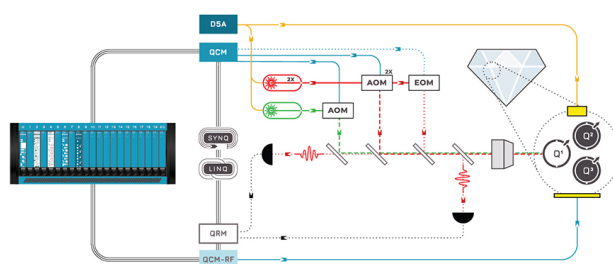 DSA
QCM
2X
2X
AOM
EOM
AOM
SYNQ
LINQ
Q²
Q¹
Q³
QRM
QCM-RF